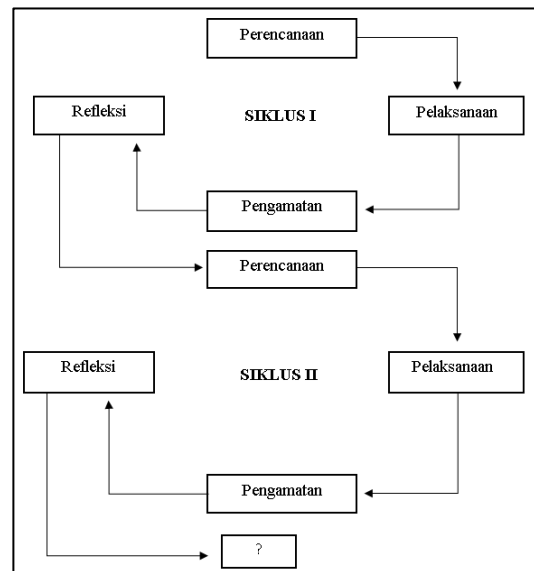 Perencanaan
Refleksi
SIKLUS I
Pelaksanaan
Pengamatan
Perencanaan
Refleksi
SIKLUS II
Pelaksanaan
Pengamatan
?